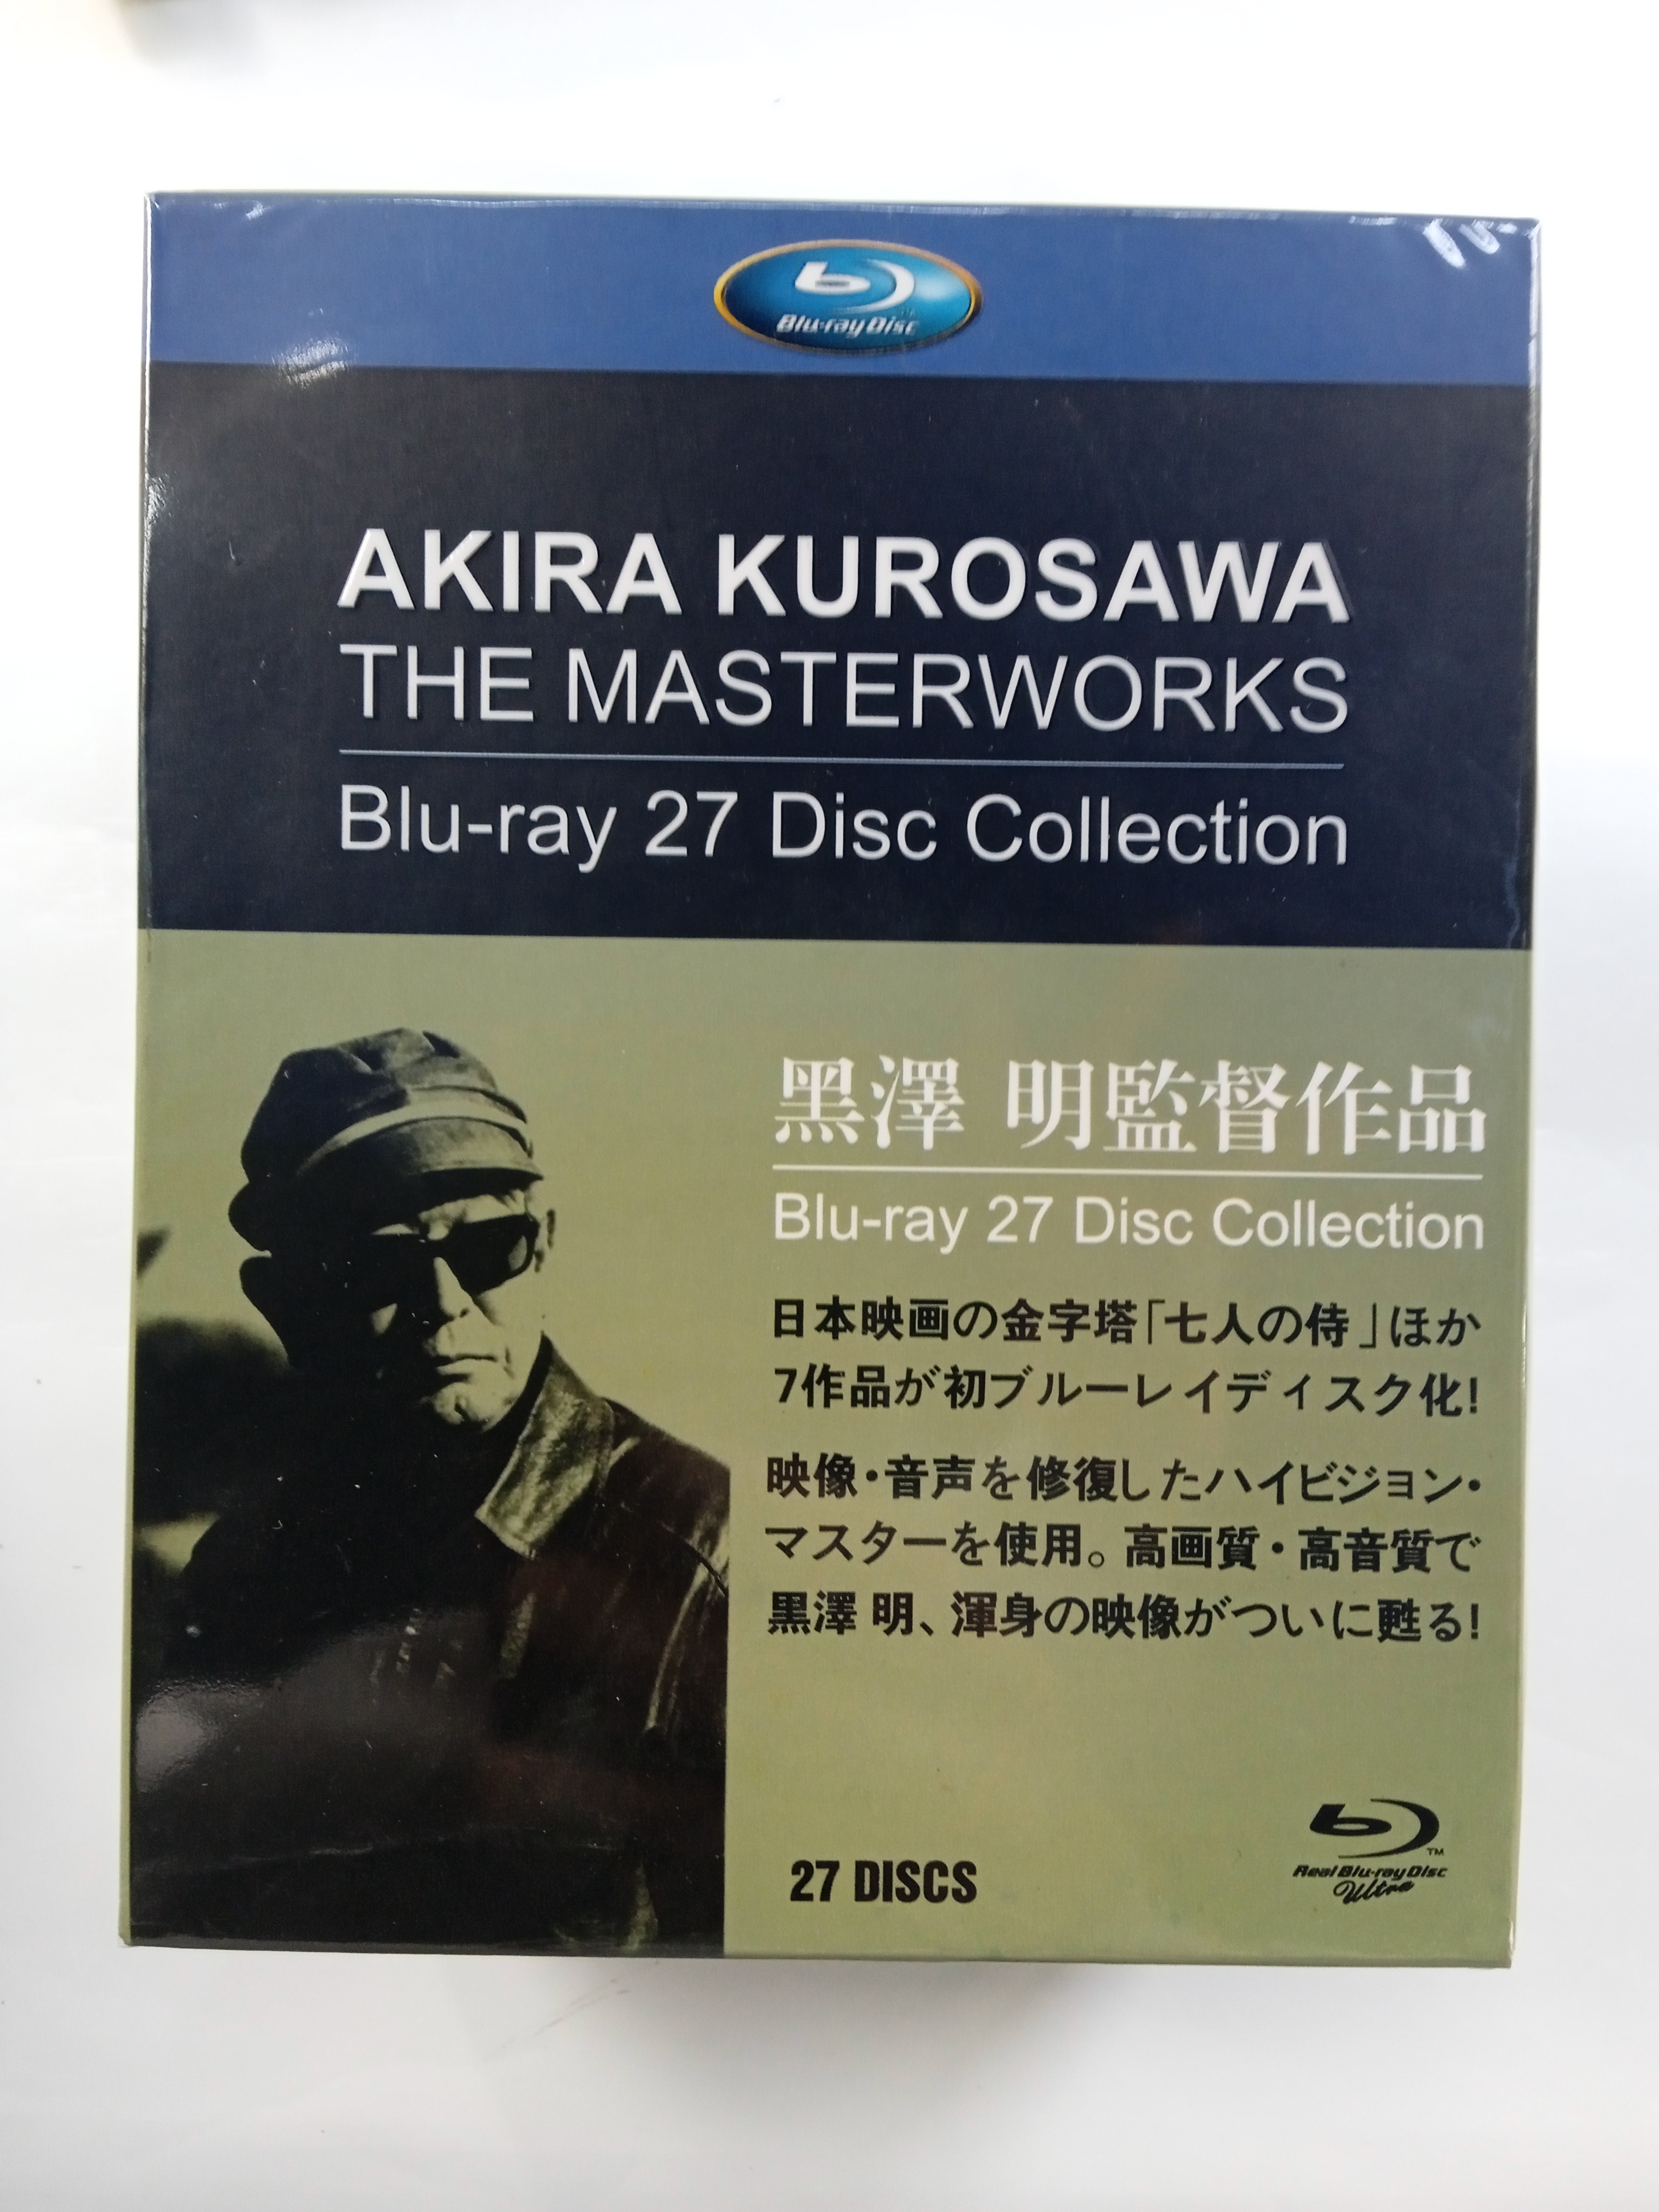 Blu-ray Disc
AKIRA KUROSAWA
THE MASTERWORKS
Blu-ray 27 Disc Collection
黑澤 明監督作品
Blu-ray 27 Disc Collection
日本映画の金字塔「七人の侍」ほか
7作品が初ブルーレイディスク化!
映像・音声を修復したハイビジョン・
マスターを使用。高画質・高音質で
黒澤 明、渾身の映像がついに甦る!
27 DISCS
TM
Real Blu-ray Disc
Ultra